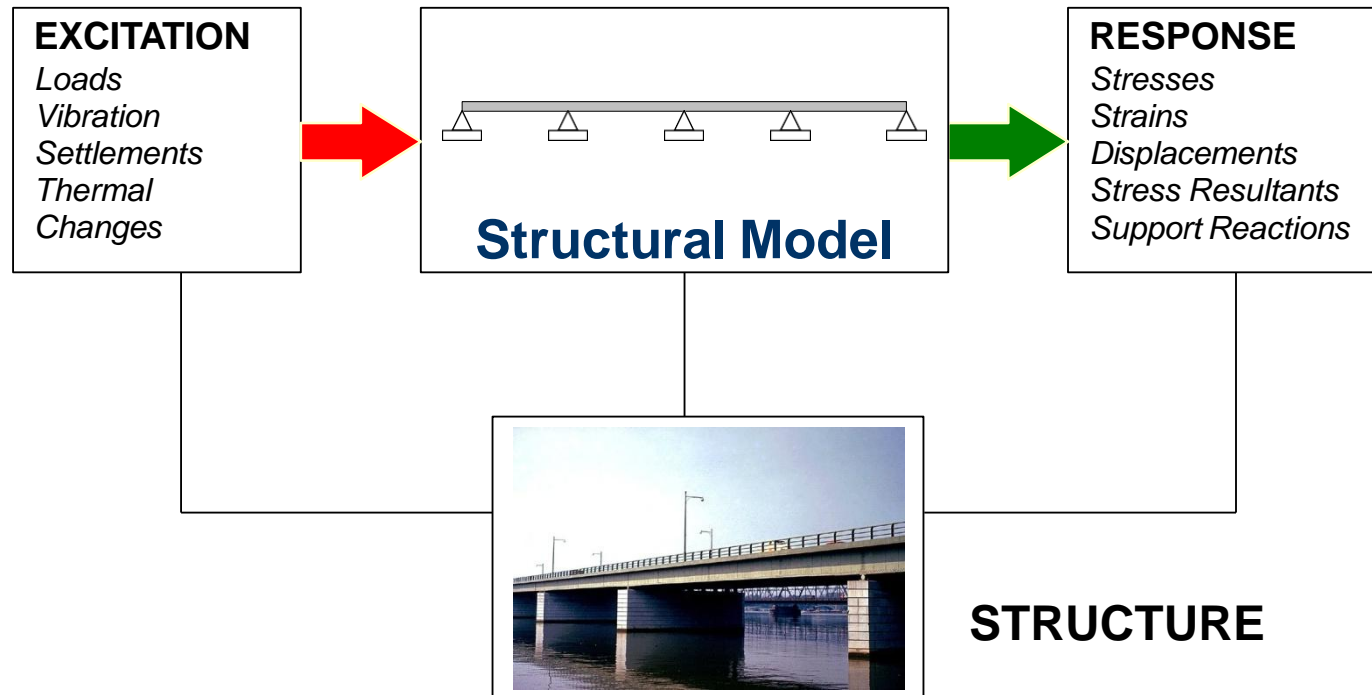 EXCITATION
Loads
Vibration
Settlements
Thermal
Changes
Structural Model
RESPONSE
Stresses
Strains
Displacements
Stress Resultants
Support Reactions
STRUCTURE